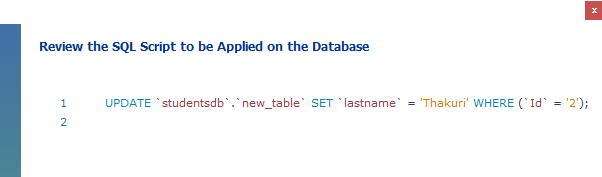 x
Review the SQL Script to be Applied on the Database
1 UPDATE `studentsdb`.`new_table` SET `lastname` = 'Thakuri' WHERE (`Id` = '2');
2